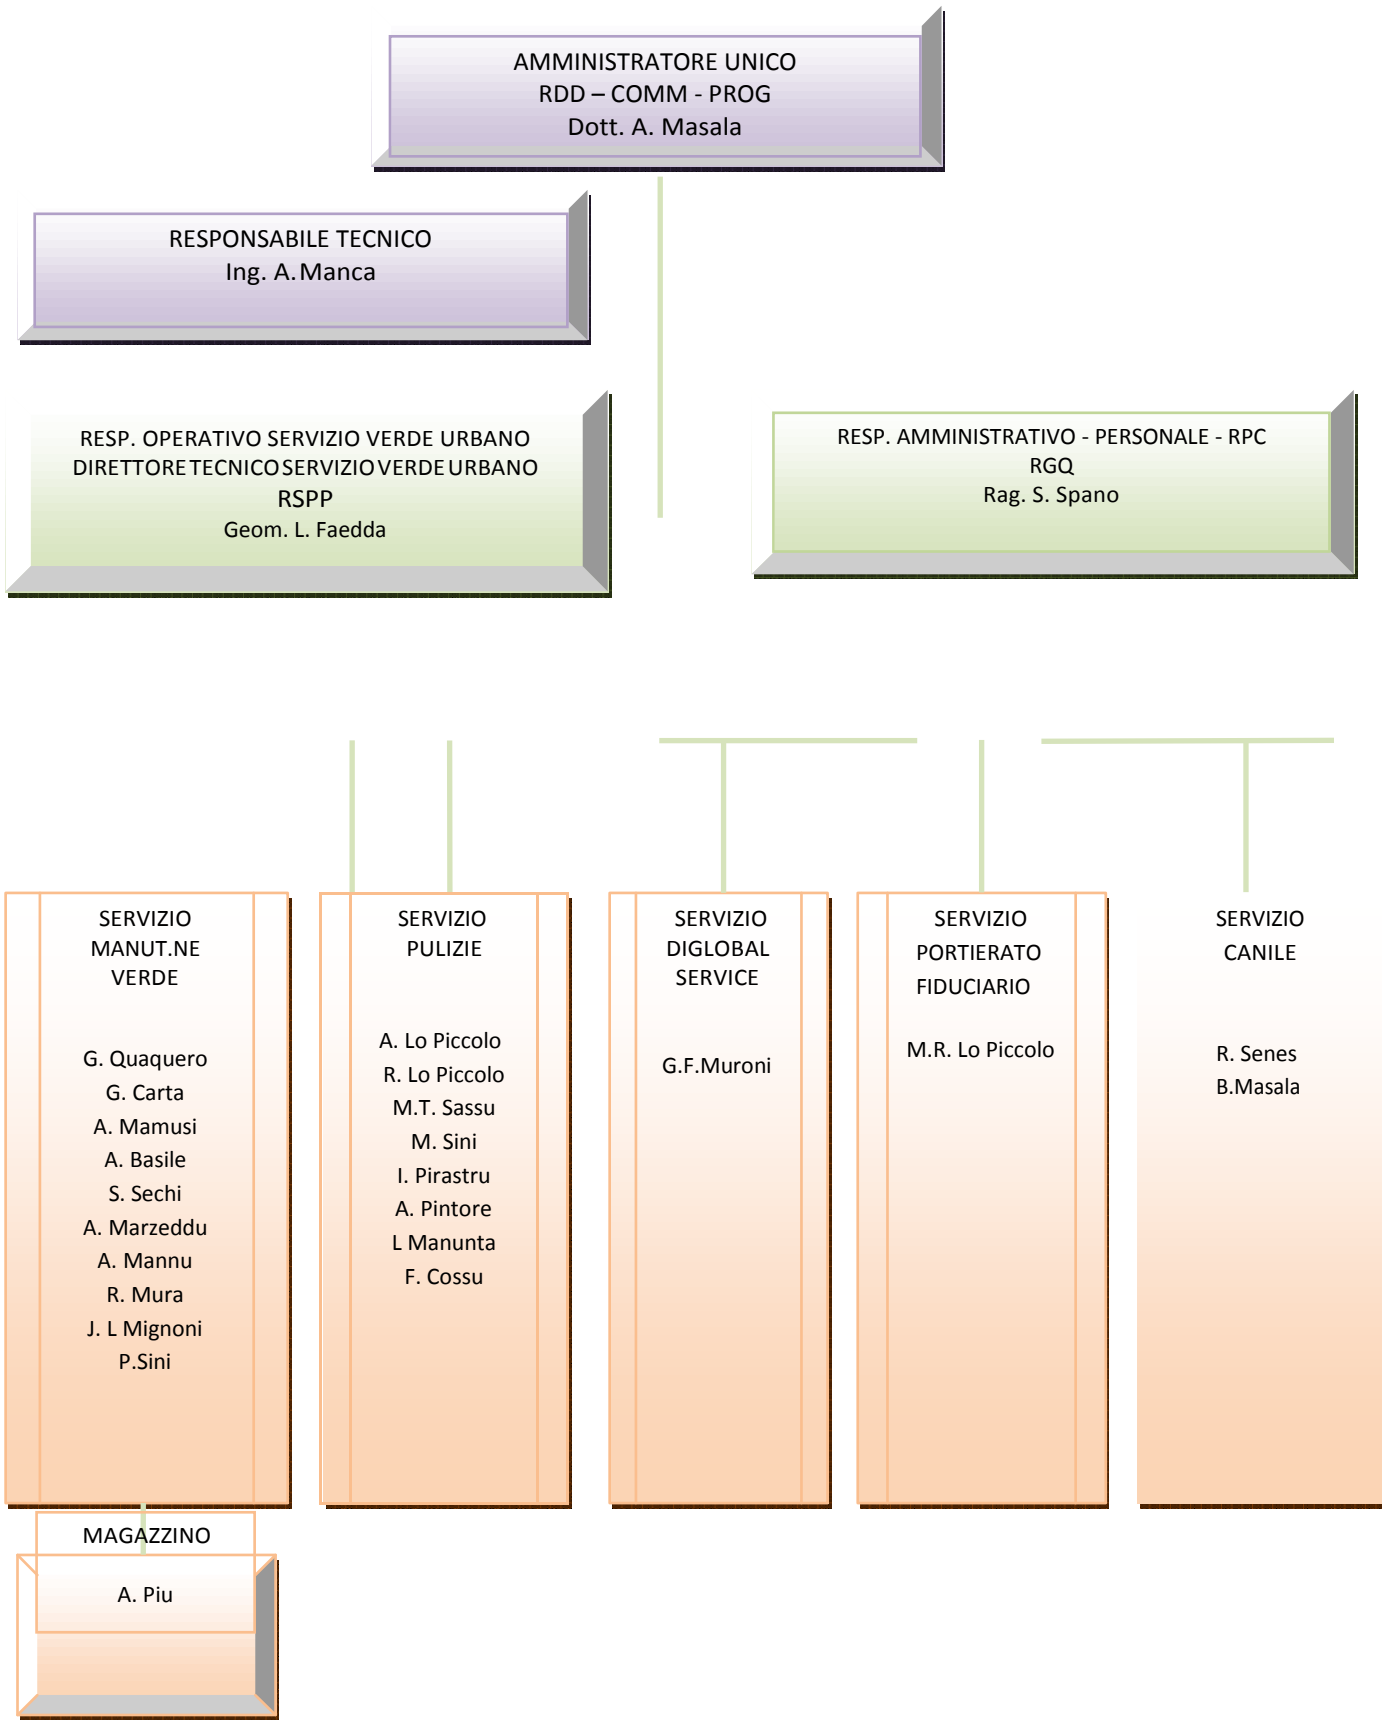 AMMINISTRATORE UNICO
RDD – COMM - PROG
Dott. A. Masala
RESPONSABILE TECNICO
Ing. A.Manca
RESP. OPERATIVO SERVIZIO VERDE URBANO
DIRETTORE TECNICO SERVIZIO VERDE URBANO
RSPP
Geom. L. Faedda
RESP. AMMINISTRATIVO - PERSONALE - RPC
RGQ
Rag. S. Spano
SERVIZIO
MANUT.NE
VERDE
G. Quaquero
G. Carta
A. Mamusi
A. Basile
S. Sechi
A. Marzeddu
A. Mannu
R. Mura
J. L Mignoni
P.Sini
SERVIZIO
PULIZIE
A. Lo Piccolo
R. Lo Piccolo
M.T. Sassu
M. Sini
I. Pirastru
A. Pintore
L Manunta
F. Cossu
SERVIZIO
DIGLOBAL
SERVICE
G.F.Muroni
SERVIZIO
PORTIERATO
FIDUCIARIO
M.R. Lo Piccolo
SERVIZIO
CANILE
R. Senes
B.Masala
MAGAZZINO
A. Piu